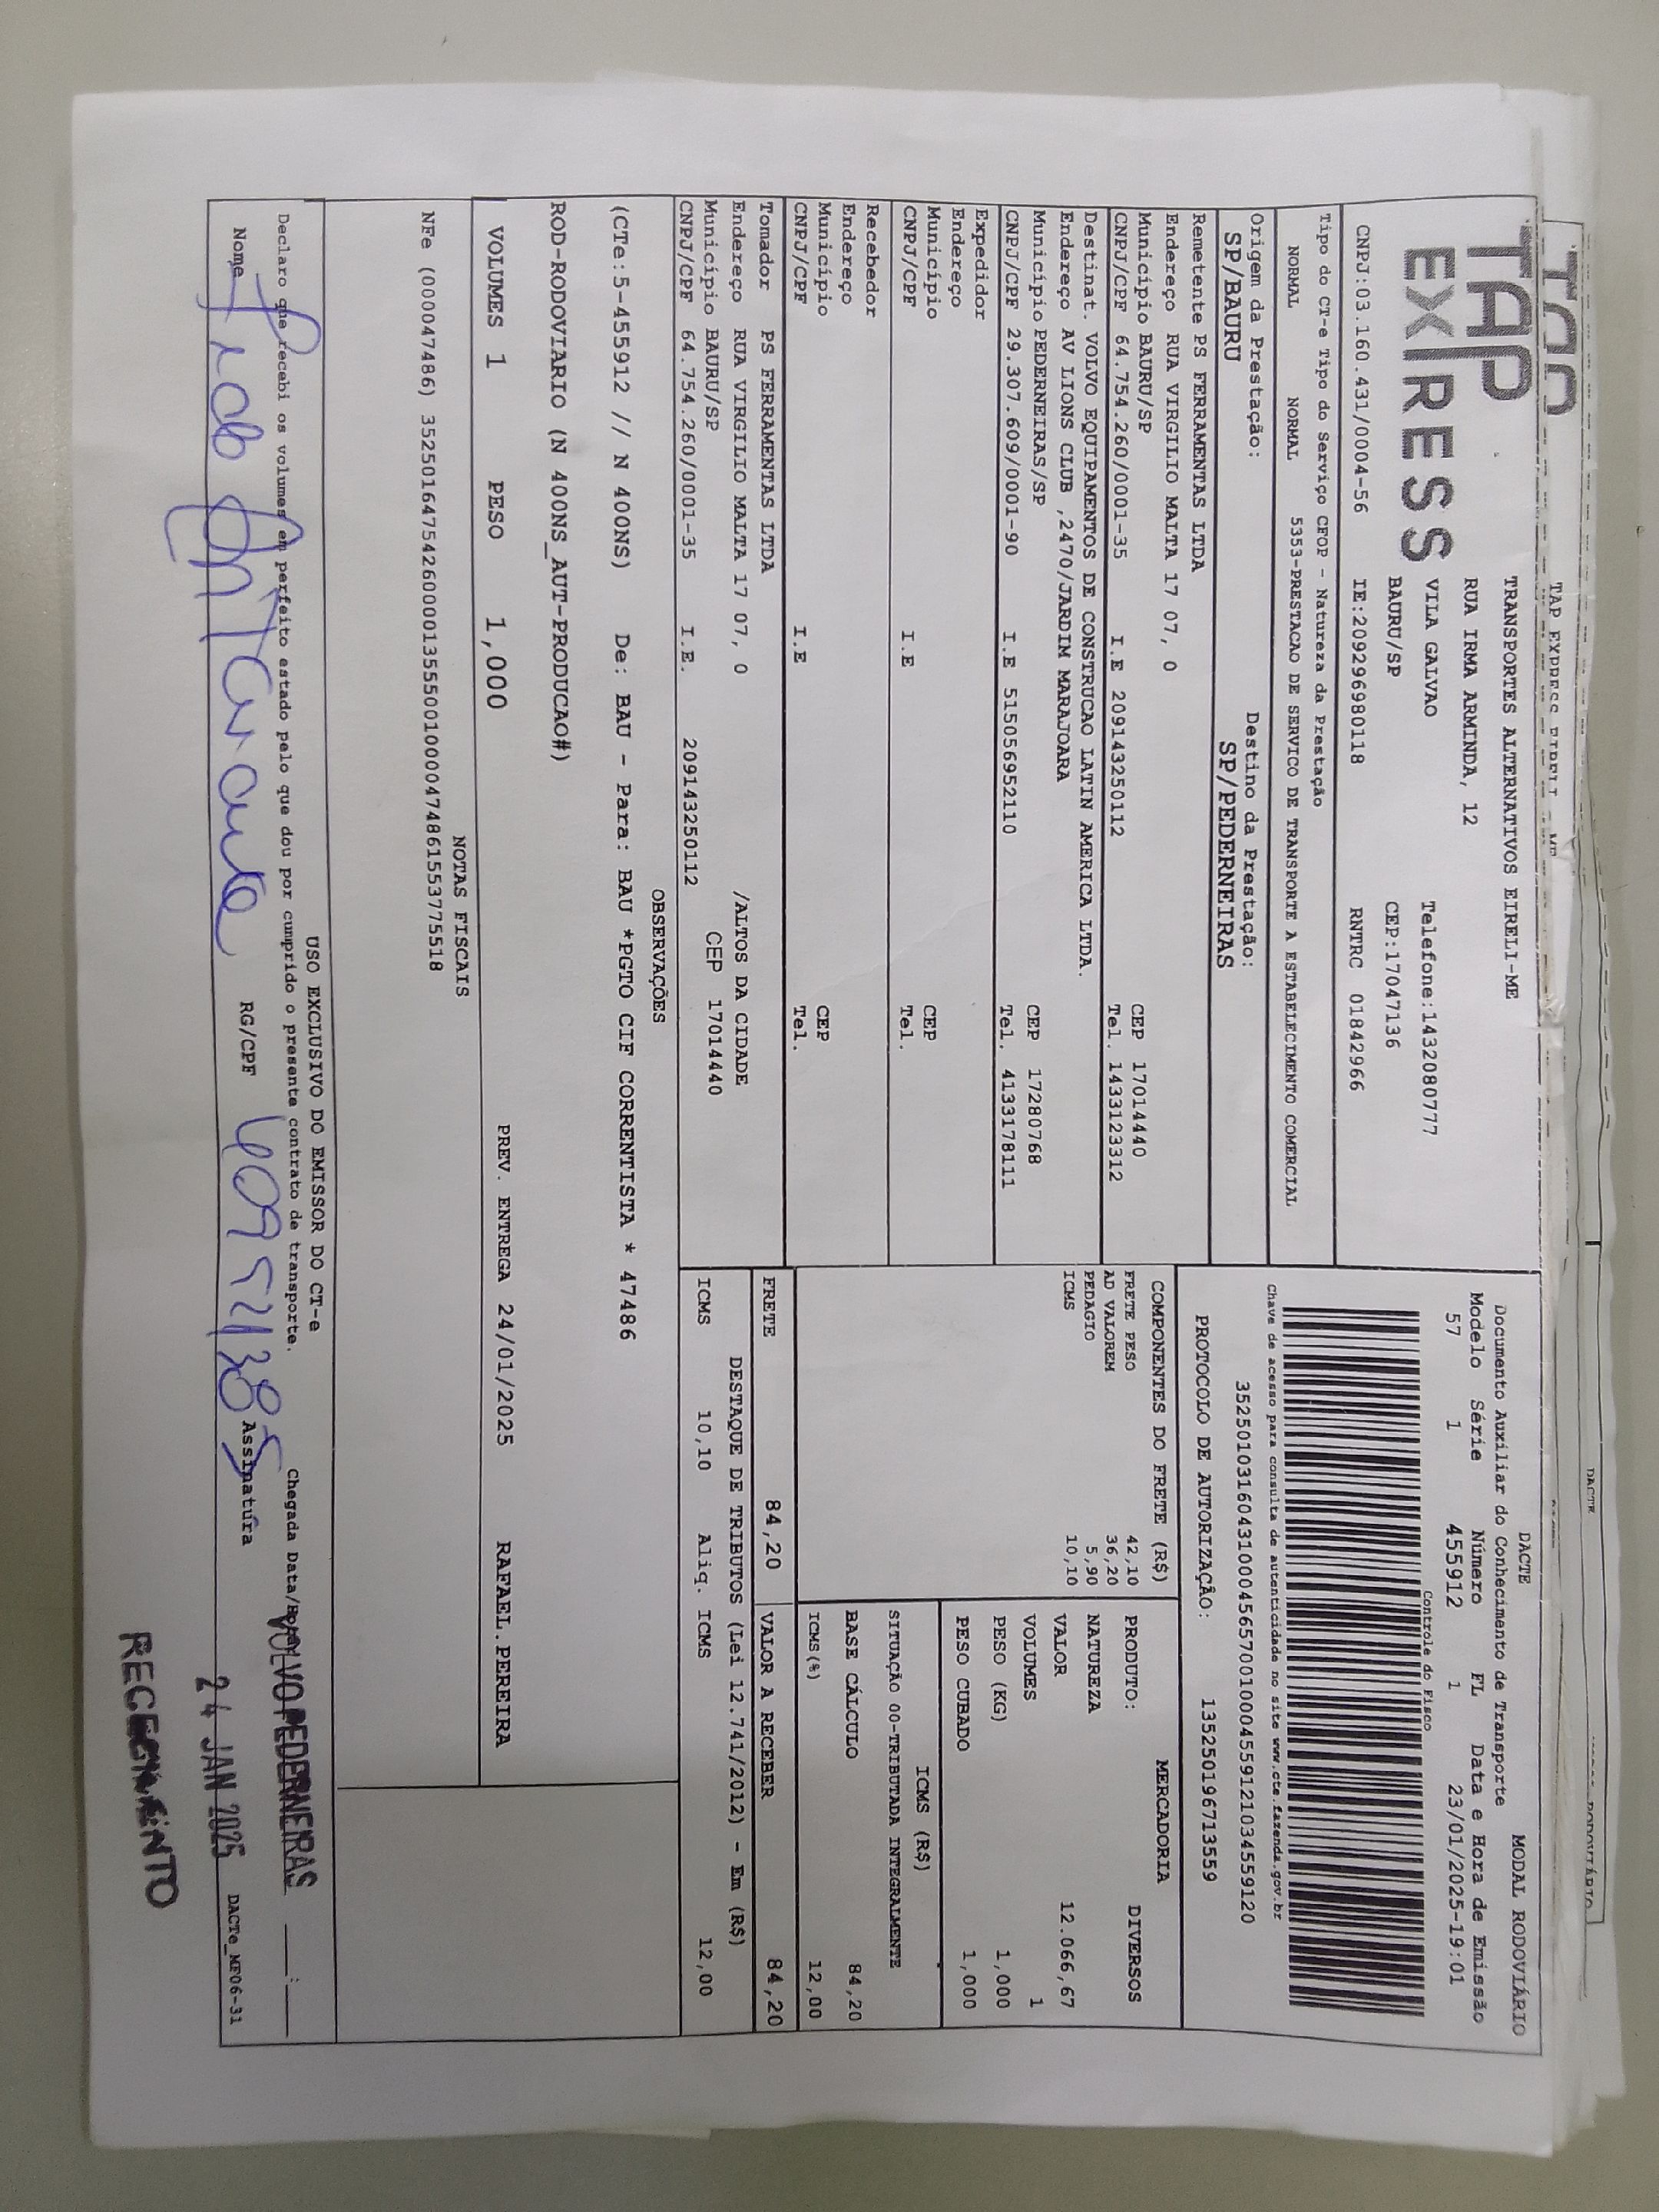 TAP EXPRESS EIRELI - ME
DACTE
TAP
EXPRESS
TRANSPORTES ALTERNATIVOS EIRELI-ME
RUA IRMA ARMINDA, 12
VILA GALVAO
Telefone:1432080777
BAURU/SP
CEP:17047136
CNPJ:03.160.431/0004-56
IE:209296980118
RNTRC 01842966
DACTE
MODAL RODOVIÁRIO
Documento Auxiliar do Conhecimento de Transporte
Modelo Série Número FL Data e Hora de Emissão
57 1 455912 1 23/01/2025-19:01
Controle do Fisco
Chave de acesso para consulta de autenticidade no site www.cte.fazenda.gov.br
35250103160431000456570010004559121034559120
PROTOCOLO DE AUTORIZAÇÃO: 135250196713559
Tipo do CT-e Tipo do Serviço CFOP - Natureza da Prestação
NORMAL NORMAL 5353-PRESTACAO DE SERVICO DE TRANSPORTE A ESTABELECIMENTO COMERCIAL
Origem da Prestação: Destino da Prestação:
SP/BAURU SP/PEDERNEIRAS
Remetente PS FERRAMENTAS LTDA
Endereço RUA VIRGILIO MALTA 17 07, 0
Município BAURU/SP CEP 17014440
CNPJ/CPF 64.754.260/0001-35 I.E 209143250112 Tel. 1433123312
Destinat. VOLVO EQUIPAMENTOS DE CONSTRUCAO LATIN AMERICA LTDA.
Endereço AV LIONS CLUB ,2470/JARDIM MARAJOARA
Município PEDERNEIRAS/SP CEP 17280768
CNPJ/CPF 29.307.609/0001-90 I.E 515056952110 Tel. 4133178111
Expedidor
Endereço
Município CEP
CNPJ/CPF I.E Tel.
Recebedor
Endereço
Município CEP
CNPJ/CPF I.E Tel.
Tomador PS FERRAMENTAS LTDA
Endereço RUA VIRGILIO MALTA 17 07, 0 /ALTOS DA CIDADE
Município BAURU/SP CEP 17014440
CNPJ/CPF 64.754.260/0001-35 I.E. 209143250112
COMPONENTES DO FRETE (R$)
FRETE PESO 42,10
AD VALOREM 36,20
PEDAGIO 5,90
ICMS 10,10
MERCADORIA
PRODUTO: DIVERSOS
NATUREZA
VALOR 12.066,67
VOLUMES 1
PESO (KG) 1,000
PESO CUBADO 1,000
ICMS (R$)
SITUAÇÃO 00-TRIBUTADA INTEGRALMENTE
BASE CÁLCULO 84,20
ICMS(%) 12,00
FRETE 84,20 VALOR A RECEBER 84,20
DESTAQUE DE TRIBUTOS (Lei 12.741/2012) - Em (R$)
ICMS 10,10 Aliq. ICMS 12,00
OBSERVAÇÕES
(CTe:5-455912 // N 400NS) De: BAU - Para: BAU *PGTO CIF CORRENTISTA * 47486
ROD-RODOVIARIO (N 400NS_AUT-PRODUCAO#)
VOLUMES 1 PESO 1,000 PREV. ENTREGA 24/01/2025 RAFAEL.PEREIRA
NOTAS FISCAIS
NFe (000047486) 35250164754260000135550010000474861553775518
USO EXCLUSIVO DO EMISSOR DO CT-e
Declaro que recebi os volumes em perfeito estado pelo que dou por cumprido o presente contrato de transporte.
Chegada Data/Hora
Nome RG/CPF Assinatura
VOLVO PEDERNEIRAS
24 JAN 2025
RECEBIMENTO
DACTe_MF06-31